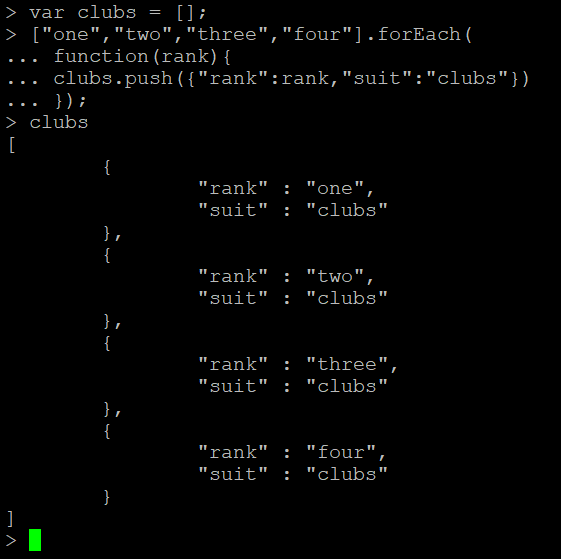 > var clubs = [];
> ["one","two","three","four"].forEach(
... function(rank){
... clubs.push({"rank":rank,"suit":"clubs"})
... });
> clubs
[
        {
                "rank" : "one",
                "suit" : "clubs"
        },
        {
                "rank" : "two",
                "suit" : "clubs"
        },
        {
                "rank" : "three",
                "suit" : "clubs"
        },
        {
                "rank" : "four",
                "suit" : "clubs"
        }
]
>